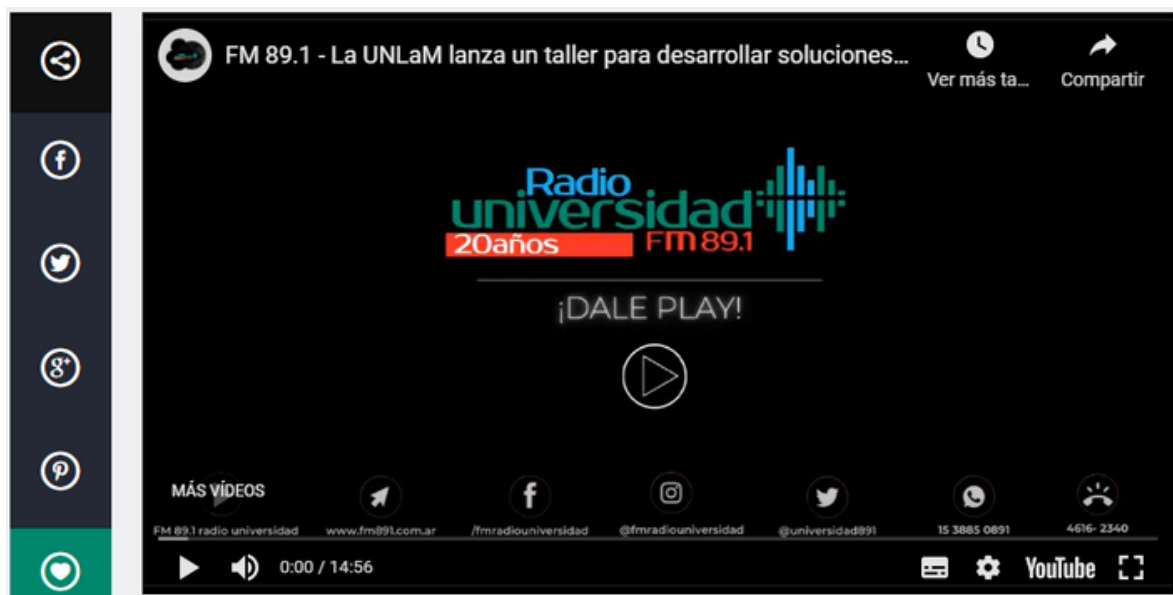 FM 89.1 - La UNLaM lanza un taller para desarrollar soluciones...
Ver más ta...
Compartir
Radio
universidad
20años
FM 89.1
¡DALE PLAY!
MÁS VÍDEOS
FM 89.1 radio universidad
www.fm891.com.ar
/fmradiouniversidad
@fmradiouniversidad
@universidad891
15 3885 0891
4616- 2340
0:00 / 14:56
YouTube